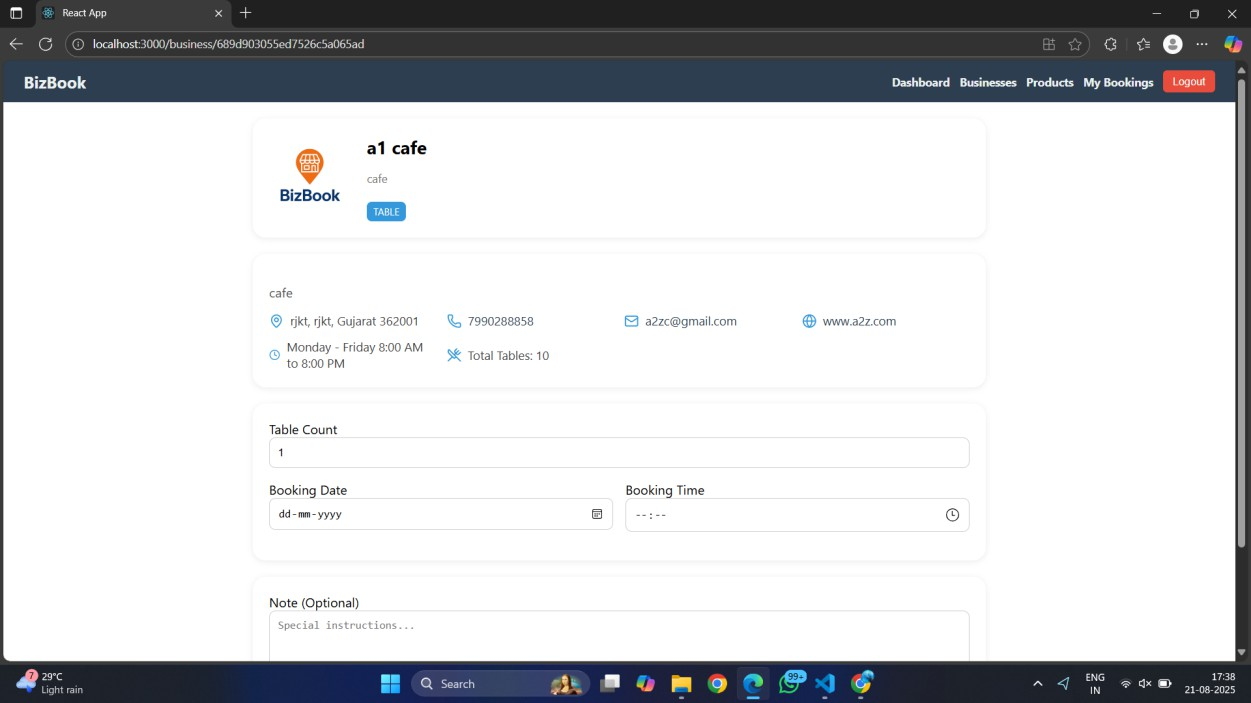 React App
localhost:3000/business/689d903055ed7526c5a065ad
BizBook
Dashboard Businesses Products My Bookings Logout
BizBook
a1 cafe
cafe
TABLE
cafe
rjkt, rjkt, Gujarat 362001
7990288858
a2zc@gmail.com
www.a2z.com
Monday - Friday 8:00 AM
to 8:00 PM
Total Tables: 10
Table Count
1
Booking Date
dd-mm-yyyy
Booking Time
--:--
Note (Optional)
Special instructions...
7
29°C
Light rain
Search
99+
ENG
IN
17:38
21-08-2025